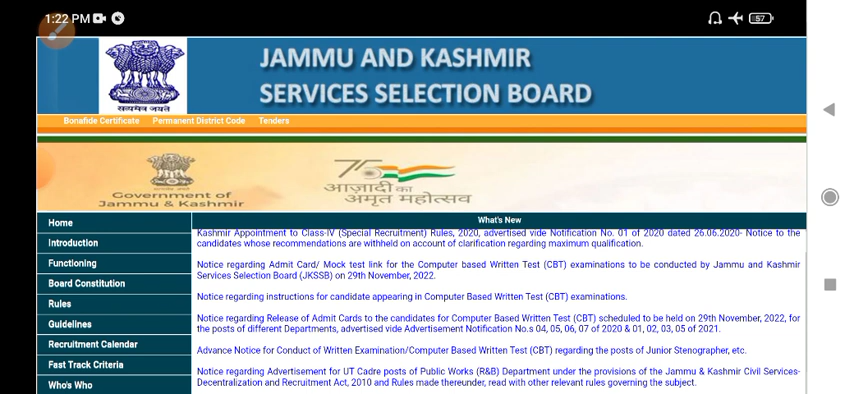 1:22 PM
57
JAMMU AND KASHMIR
SERVICES SELECTION BOARD
सत्यमेव जयते
Bonafide Certificate Permanent District Code Tenders
Government of
Jammu & Kashmir
75
आज़ादी का
अमृत महोत्सव
Home
Introduction
Functioning
Board Constitution
Rules
Guidelines
Recruitment Calendar
Fast Track Criteria
Who's Who
What's New
Kashmir Appointment to Class-IV (Special Recruitment) Rules, 2020, advertised vide Notification No. 01 of 2020 dated 26.06.2020- Notice to the
candidates whose recommendations are withheld on account of clarification regarding maximum qualification.
Notice regarding Admit Card/ Mock test link for the Computer based Written Test (CBT) examinations to be conducted by Jammu and Kashmir
Services Selection Board (JKSSB) on 29th November, 2022.
Notice regarding instructions for candidate appearing in Computer Based Written Test (CBT) examinations.
Notice regarding Release of Admit Cards to the candidates for Computer Based Written Test (CBT) scheduled to be held on 29th November, 2022, for
the posts of different Departments, advertised vide Advertisement Notification No.s 04, 05, 06, 07 of 2020 & 01, 02, 03, 05 of 2021.
Advance Notice for Conduct of Written Examination/Computer Based Written Test (CBT) regarding the posts of Junior Stenographer, etc.
Notice regarding Advertisement for UT Cadre posts of Public Works (R&B) Department under the provisions of the Jammu & Kashmir Civil Services-
Decentralization and Recruitment Act, 2010 and Rules made thereunder, read with other relevant rules governing the subject.